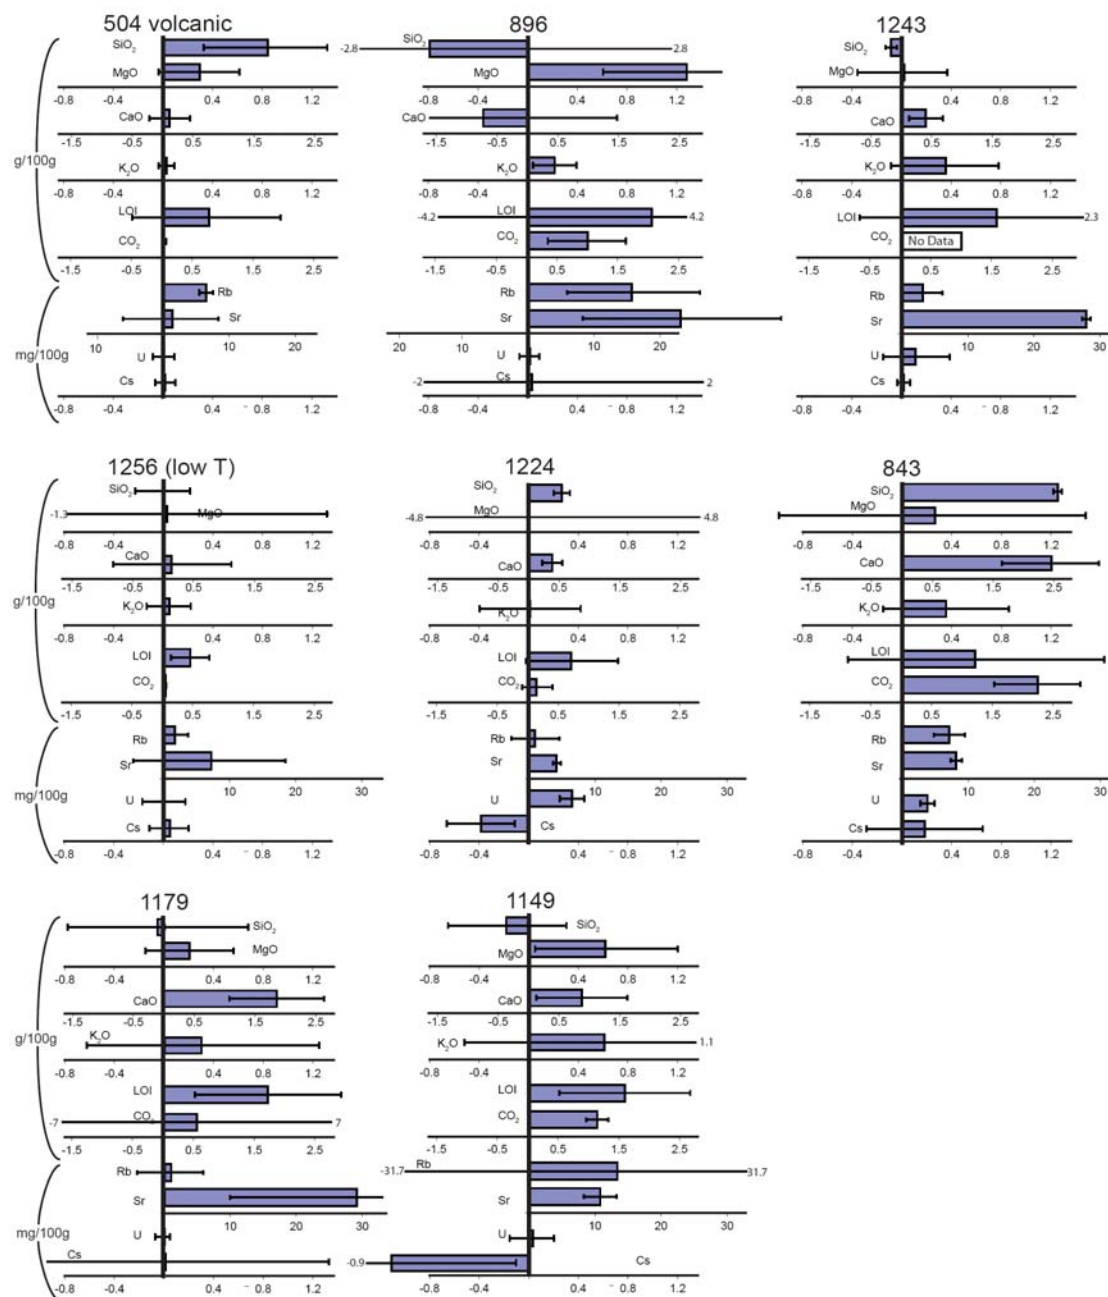 504 volcanic
896
1243
SiO2
-2.8
SiO2
2.8
SiO2
MgO
MgO
MgO
-0.8 -0.4 0.4 0.8 1.2
-0.8 -0.4 0.4 0.8 1.2
-0.8 -0.4 0.4 0.8 1.2
CaO
CaO
CaO
-1.5 -0.5 0.5 1.5 2.5
-1.5 -0.5 0.5 1.5 2.5
-1.5 -0.5 0.5 1.5 2.5
g/100g
K2O
K2O
K2O
-0.8 -0.4 0.4 0.8 1.2
-0.8 -0.4 0.4 0.8 1.2
-0.8 -0.4 0.4 0.8 1.2
LOI
-4.2 LOI 4.2
LOI 2.3
CO2
CO2
CO2 No Data
-1.5 -0.5 0.5 1.5 2.5
-1.5 -0.5 0.5 1.5 2.5
-1.5 -0.5 0.5 1.5 2.5
Rb
Rb
Rb
Sr
Sr
Sr
10 10 20
20 10 10 20
10 20 30
mg/100g
U
U
U
Cs
-2 Cs 2
Cs
-0.8 -0.4 0.4 0.8 1.2
-0.8 -0.4 0.4 0.8 1.2
-0.8 -0.4 0.4 0.8 1.2
1256 (low T)
1224
843
SiO2
SiO2
SiO2
-1.3 MgO
-4.8 MgO 4.8
MgO
-0.8 -0.4 0.4 0.8 1.2
-0.8 -0.4 0.4 0.8 1.2
-0.8 -0.4 0.4 0.8 1.2
CaO
CaO
CaO
-1.5 -0.5 0.5 1.5 2.5
-1.5 -0.5 0.5 1.5 2.5
-1.5 -0.5 0.5 1.5 2.5
g/100g
K2O
K2O
K2O
-0.8 -0.4 0.4 0.8 1.2
-0.8 -0.4 0.4 0.8 1.2
-0.8 -0.4 0.4 0.8 1.2
LOI
LOI
LOI
CO2
CO2
CO2
-1.5 -0.5 0.5 1.5 2.5
-1.5 -0.5 0.5 1.5 2.5
-1.5 -0.5 0.5 1.5 2.5
Rb
Rb
Rb
Sr
Sr
Sr
10 20 30
10 20 30
10 20 30
mg/100g
U
U
U
Cs
Cs
Cs
-0.8 -0.4 0.4 0.8 1.2
-0.8 -0.4 0.4 0.8 1.2
-0.8 -0.4 0.4 0.8 1.2
1179
1149
SiO2
SiO2
MgO
MgO
-0.8 -0.4 0.4 0.8 1.2
-0.8 -0.4 0.4 0.8 1.2
CaO
CaO
-1.5 -0.5 0.5 1.5 2.5
-1.5 -0.5 0.5 1.5 2.5
g/100g
K2O
K2O 1.1
-0.8 -0.4 0.4 0.8 1.2
-0.8 -0.4 0.4 0.8 1.2
LOI
LOI
-7 CO2 7
CO2
-1.5 -0.5 0.5 1.5 2.5
-1.5 -0.5 0.5 1.5 2.5
Rb
-31.7 Rb 31.7
Sr
Sr
10 20 30
10 20 30
mg/100g
U
U
Cs
-0.9 Cs
-0.8 -0.4 0.4 0.8 1.2
-0.8 -0.4 0.4 0.8 1.2